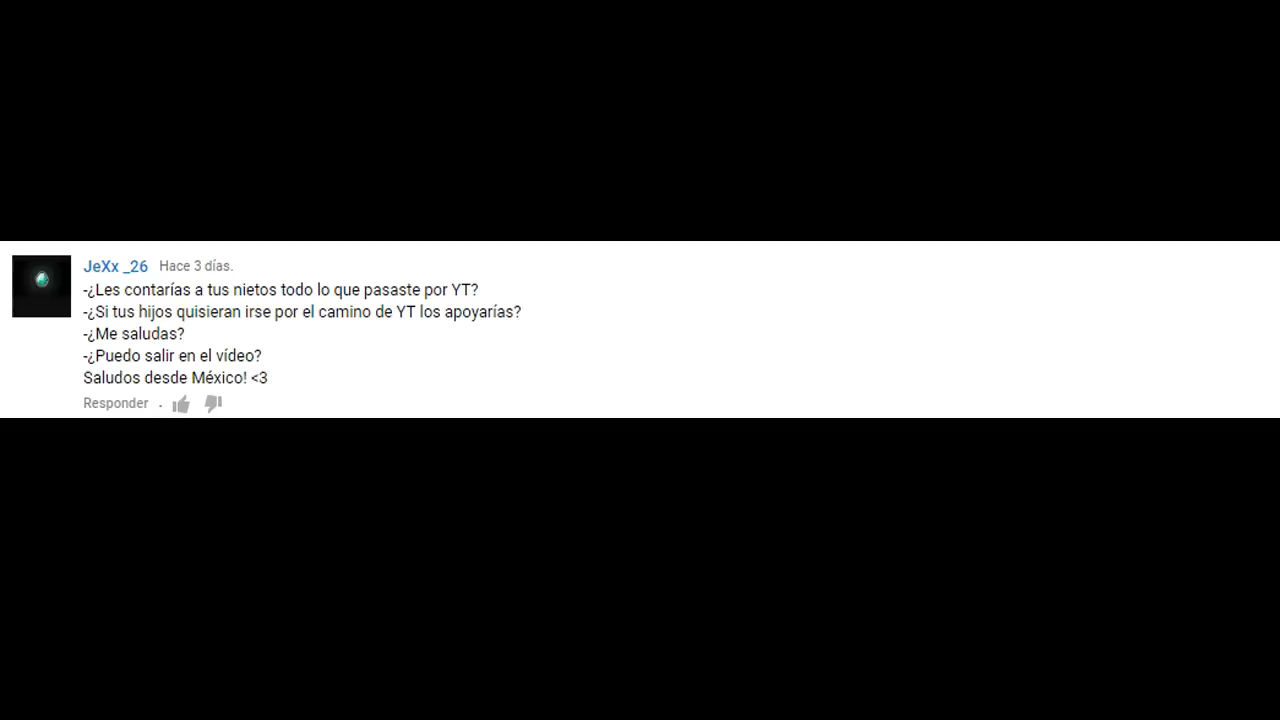 JeXx _26 Hace 3 días.
-¿Les contarías a tus nietos todo lo que pasaste por YT?
-¿Si tus hijos quisieran irse por el camino de YT los apoyarías?
-¿Me saludas?
-¿Puedo salir en el vídeo?
Saludos desde México! <3
Responder .